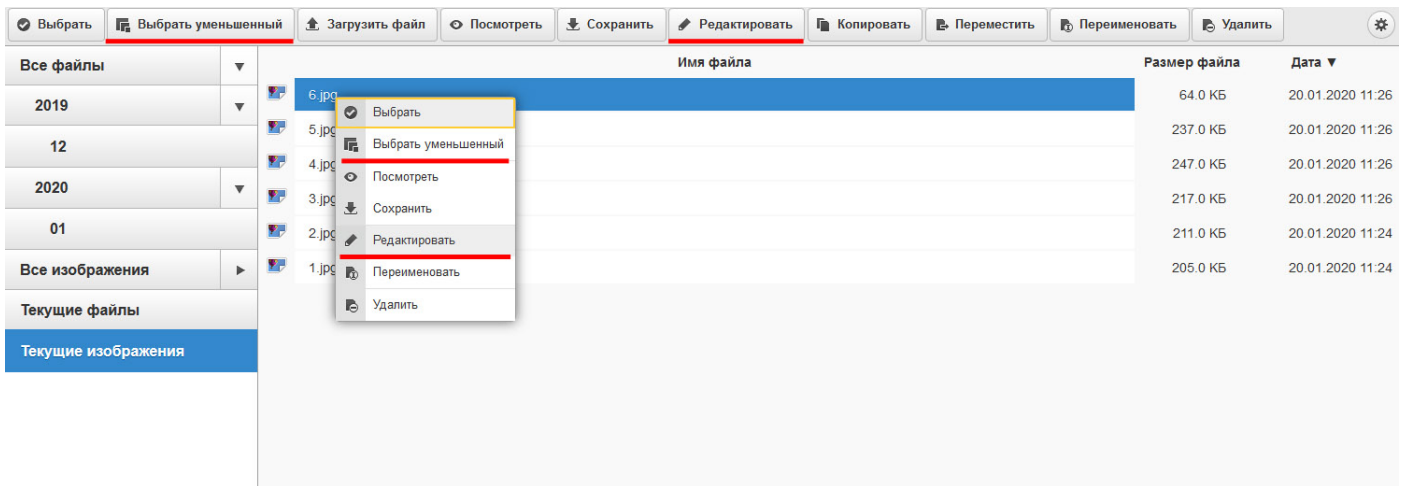 Выбрать Выбрать уменьшенный Загрузить файл Посмотреть Сохранить Редактировать Копировать Переместить Переименовать Удалить
Все файлы
2019
12
2020
01
Все изображения
Текущие файлы
Текущие изображения
Имя файла Размер файла Дата ▼
6.jpg 64.0 КБ 20.01.2020 11:26
5.jpg 237.0 КБ 20.01.2020 11:26
4.jpg 247.0 КБ 20.01.2020 11:26
3.jpg 217.0 КБ 20.01.2020 11:26
2.jpg 211.0 КБ 20.01.2020 11:24
1.jpg 205.0 КБ 20.01.2020 11:24
Выбрать
Выбрать уменьшенный
Посмотреть
Сохранить
Редактировать
Переименовать
Удалить